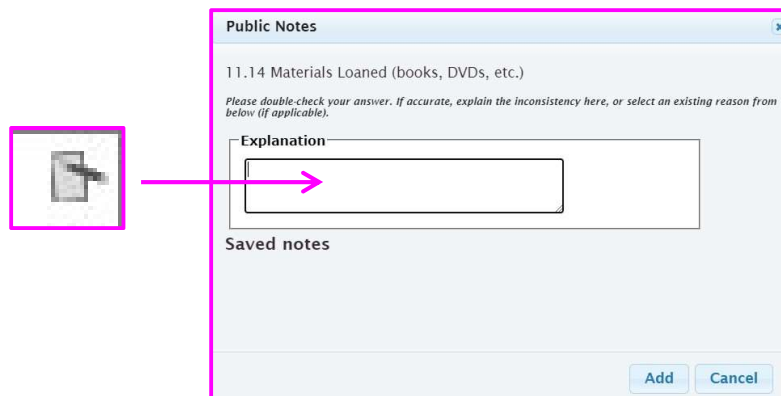 Public Notes
11.14 Materials Loaned (books, DVDs, etc.)
Please double-check your answer. If accurate, explain the inconsistency here, or select an existing reason from
below (if applicable).
Explanation
Saved notes
Add Cancel